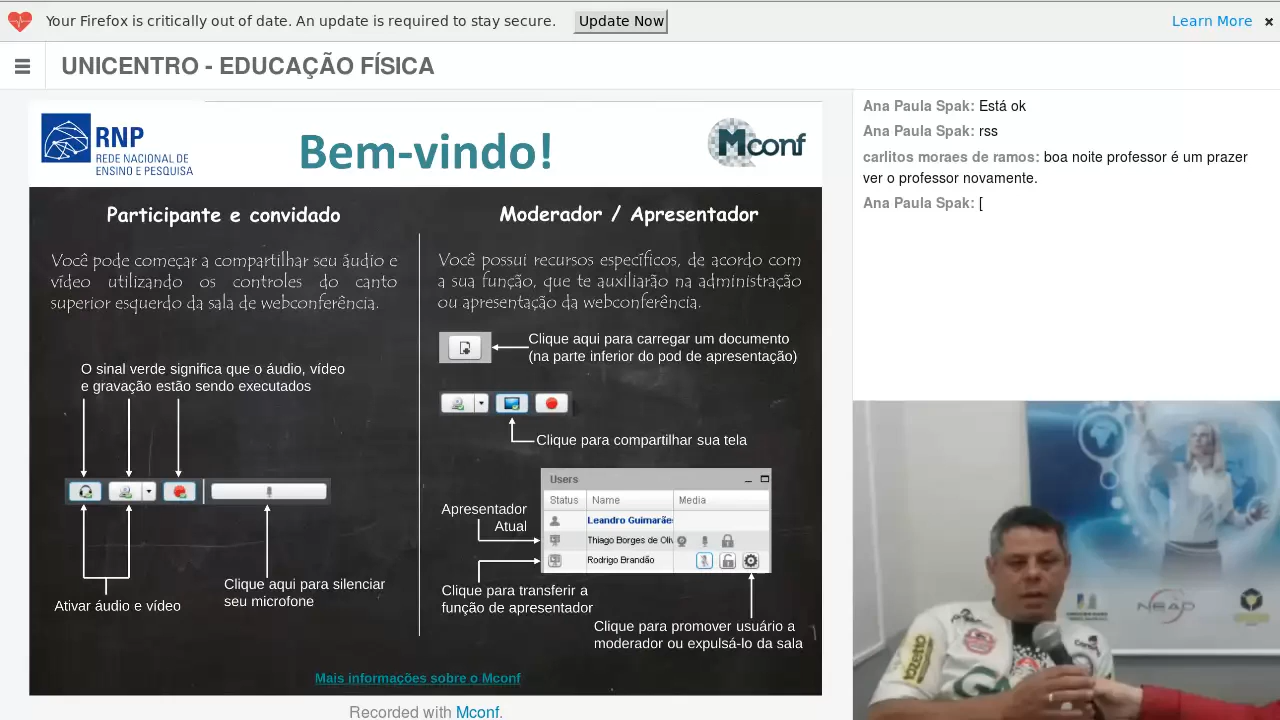 Your Firefox is critically out of date. An update is required to stay secure.
Update Now
Learn More
UNICENTRO - EDUCAÇÃO FÍSICA
RNP
REDE NACIONAL DE
ENSINO E PESQUISA
Bem-vindo!
Mconf
Participante e convidado
Você pode começar a compartilhar seu áudio e
vídeo utilizando os controles do canto
superior esquerdo da sala de webconferência.
O sinal verde significa que o áudio, vídeo
e gravação estão sendo executados
Ativar áudio e vídeo
Clique aqui para silenciar
seu microfone
Moderador / Apresentador
Você possui recursos específicos, de acordo com
a sua função, que te auxiliarão na administração
ou apresentação da webconferência.
Clique aqui para carregar um documento
(na parte inferior do pod de apresentação)
Clique para compartilhar sua tela
Users
Status Name Media
Leandro Guimarães
Thiago Borges de Oliv
Rodrigo Brandão
Apresentador
Atual
Clique para transferir a
função de apresentador
Clique para promover usuário a
moderador ou expulsá-lo da sala
Mais informações sobre o Mconf
Recorded with Mconf.
Ana Paula Spak: Está ok
Ana Paula Spak: rss
carlitos moraes de ramos: boa noite professor é um prazer
ver o professor novamente.
Ana Paula Spak: [
NEAD